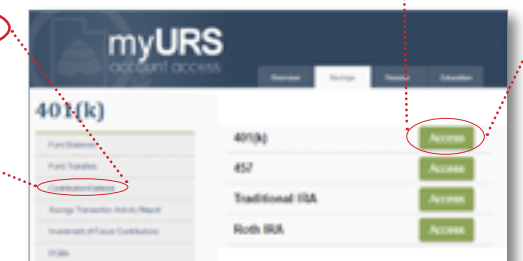 myURS
account access
Overview Savings Pension Education
401(k)
Fund Balances
Fund Transfers
Contribution/Deferral
Savings Transaction Activity Report
Investment of Future Contributions
PCRA
401(k) Access
457 Access
Traditional IRA Access
Roth IRA Access